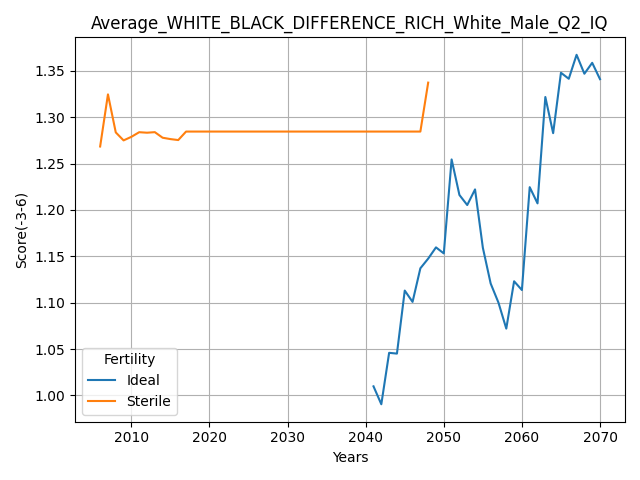 Average_WHITE_BLACK_DIFFERENCE_RICH_White_Male_Q2_IQ
Score(-3-6)
1.35
1.30
1.25
1.20
1.15
1.10
1.05
1.00
Fertility
Ideal
Sterile
2010 2020 2030 2040 2050 2060 2070
Years